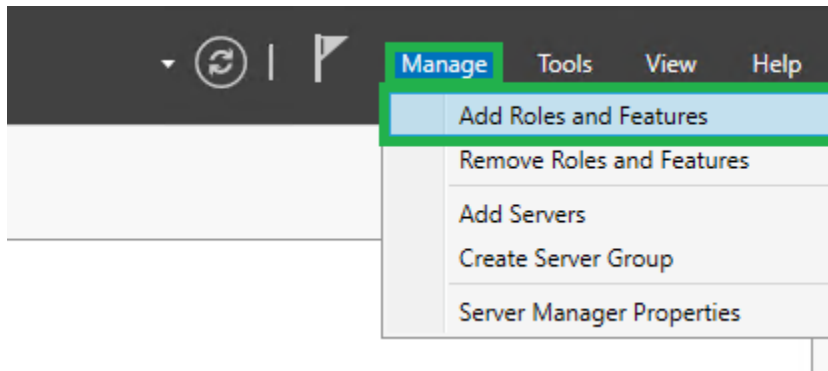 Manage Tools View Help
Add Roles and Features
Remove Roles and Features
Add Servers
Create Server Group
Server Manager Properties